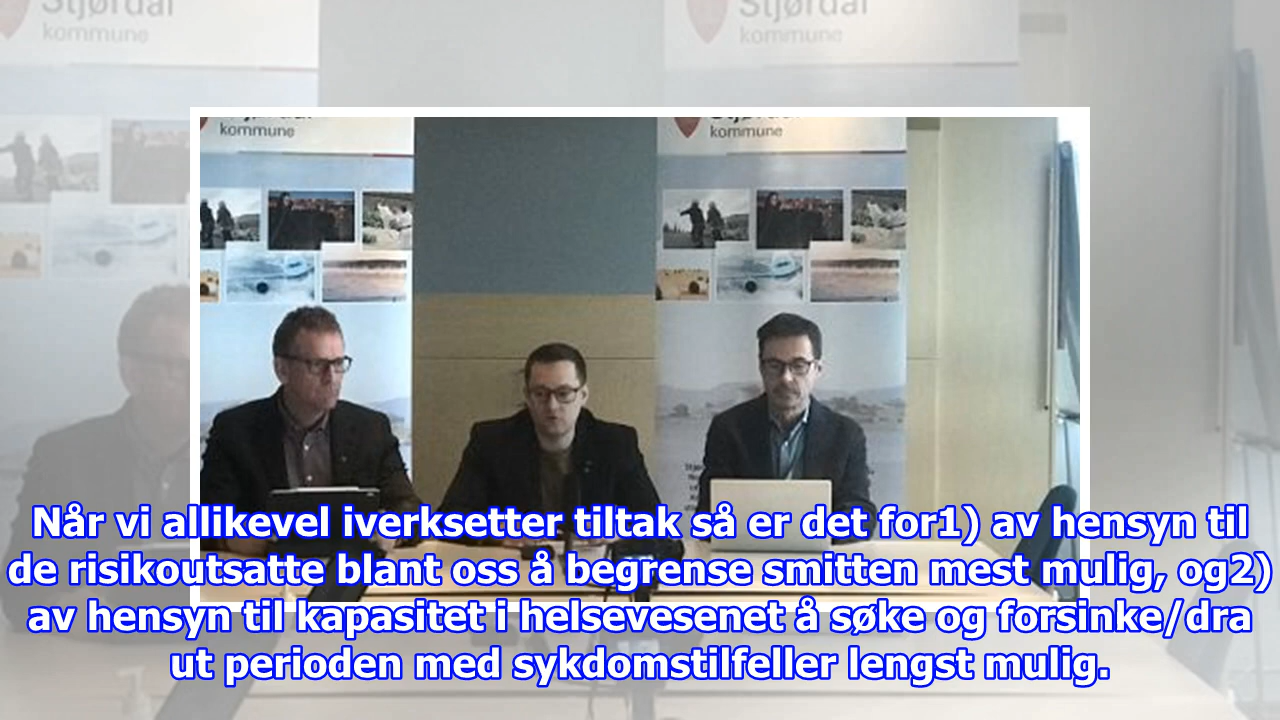 Stjørdal
kommune
Stjørdal
kommune
kommune
kommune
Når vi allikevel iverksetter tiltak så er det for1) av hensyn til
de risikoutsatte blant oss å begrense smitten mest mulig, og2)
av hensyn til kapasitet i helsevesenet å søke og forsinke/dra
ut perioden med sykdomstilfeller lengst mulig.